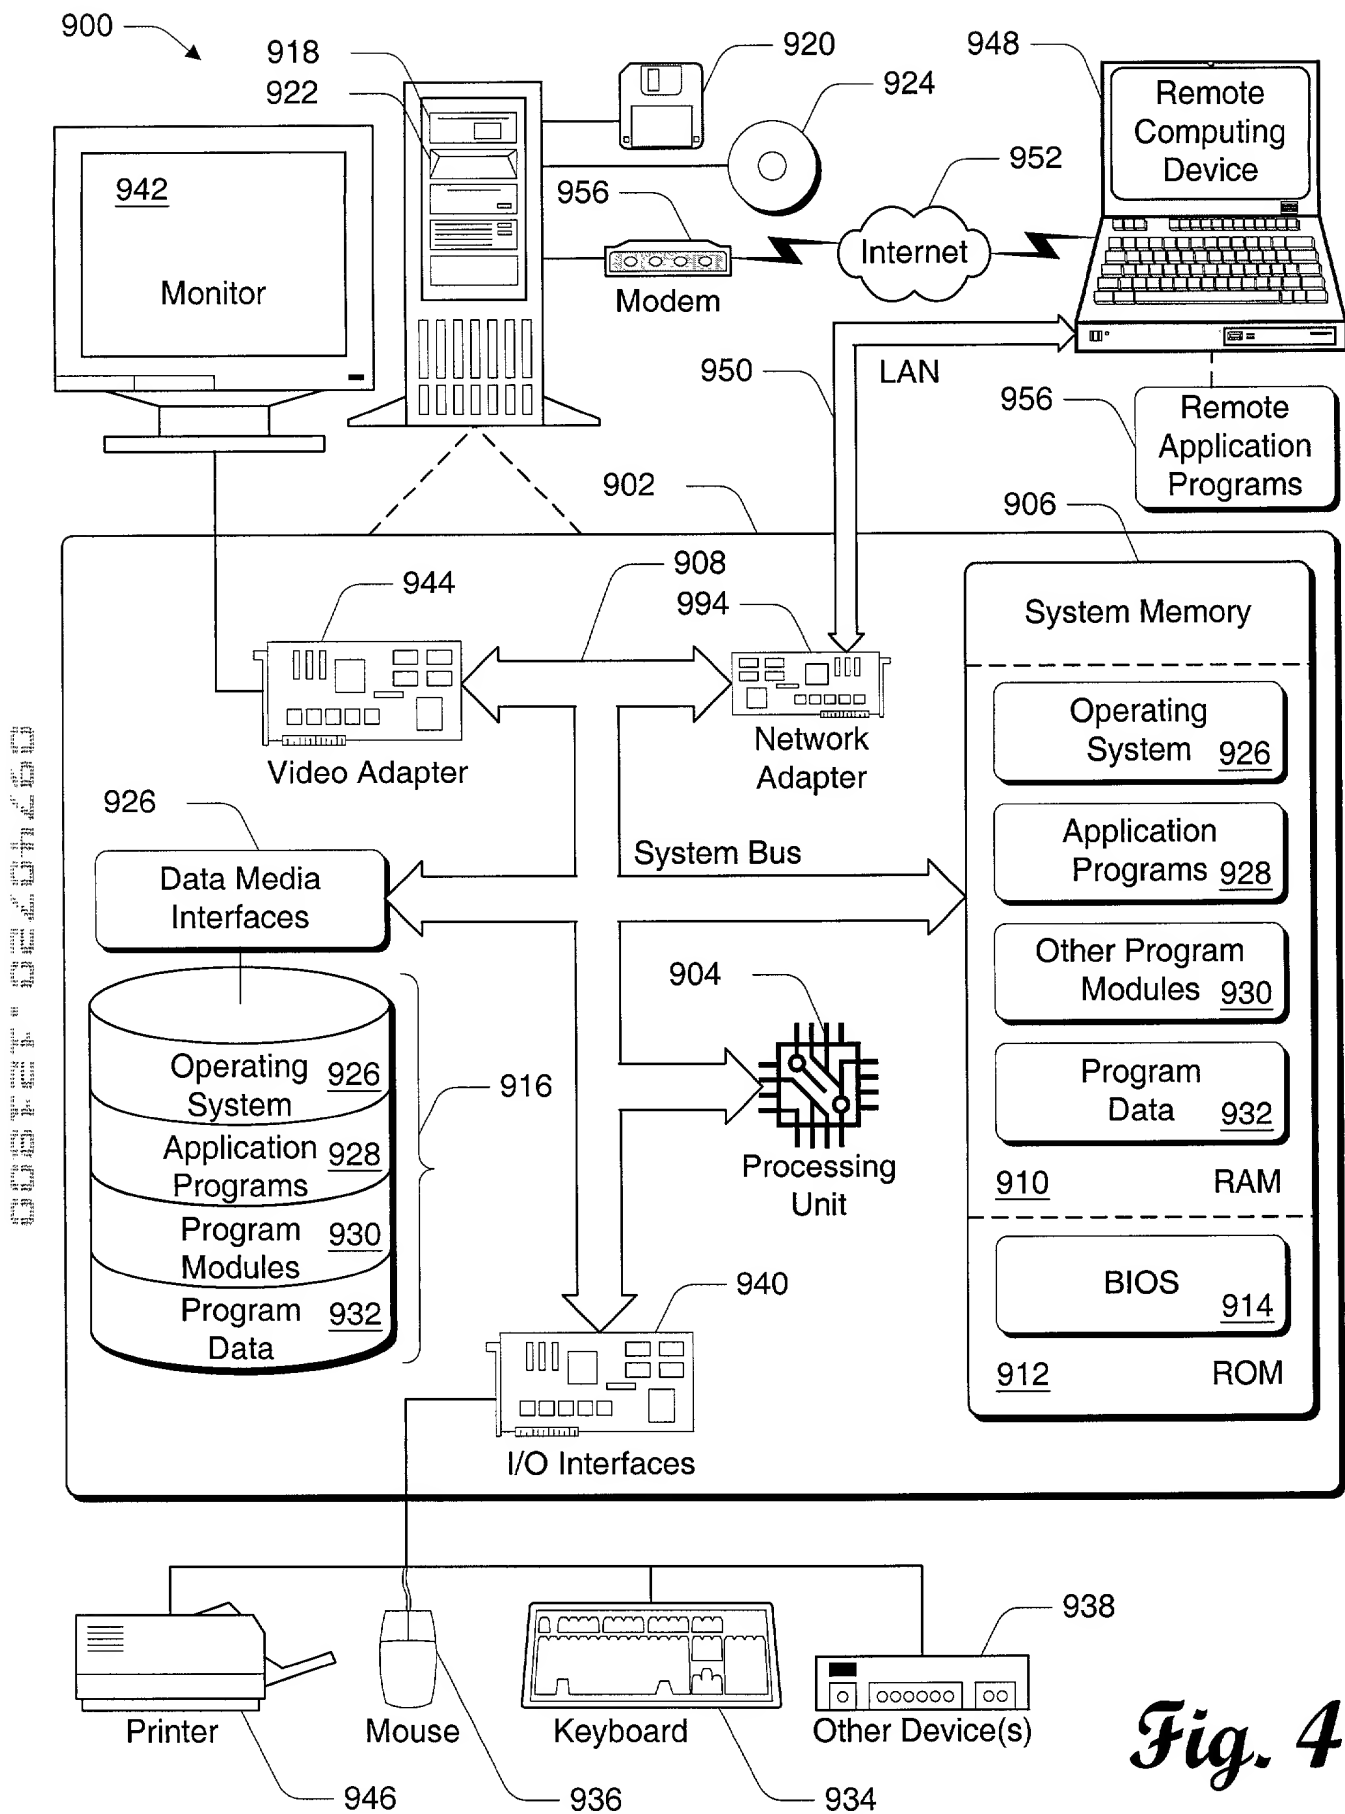 900
918
922
920
924
948
952
956
942
Monitor
Modem
Internet
Remote
Computing
Device
950
LAN
956
Remote
Application
Programs
902
906
908
944
994
System Memory
Operating
System 926
Video Adapter
Network
Adapter
926
Application
Programs 928
System Bus
Data Media
Interfaces
Other Program
Modules 930
904
Program
Data 932
Operating
System 926
916
Application
Programs 928
Processing
Unit
910 RAM
Program
Modules 930
940
BIOS 914
Program
Data 932
912 ROM
I/O Interfaces
938
Printer
Mouse
Keyboard
Other Device(s)
946
936
934
Fig. 4